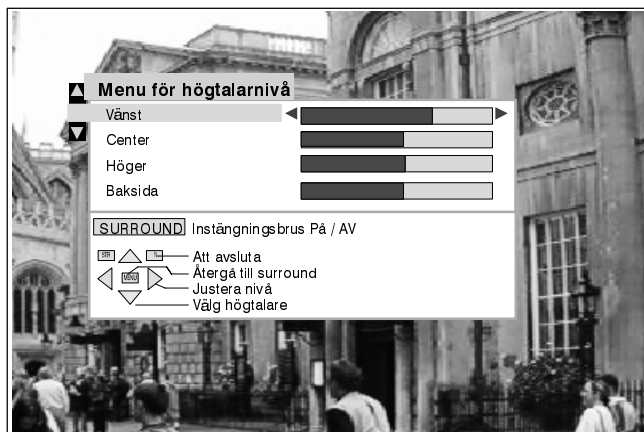 Menu för högtalarnivå
Vänst
Center
Höger
Baksida
SURROUND Instängningsbrus På / AV
STR
Att avsluta
MENU
Återgå till surround
Justera nivå
Välg högtalare